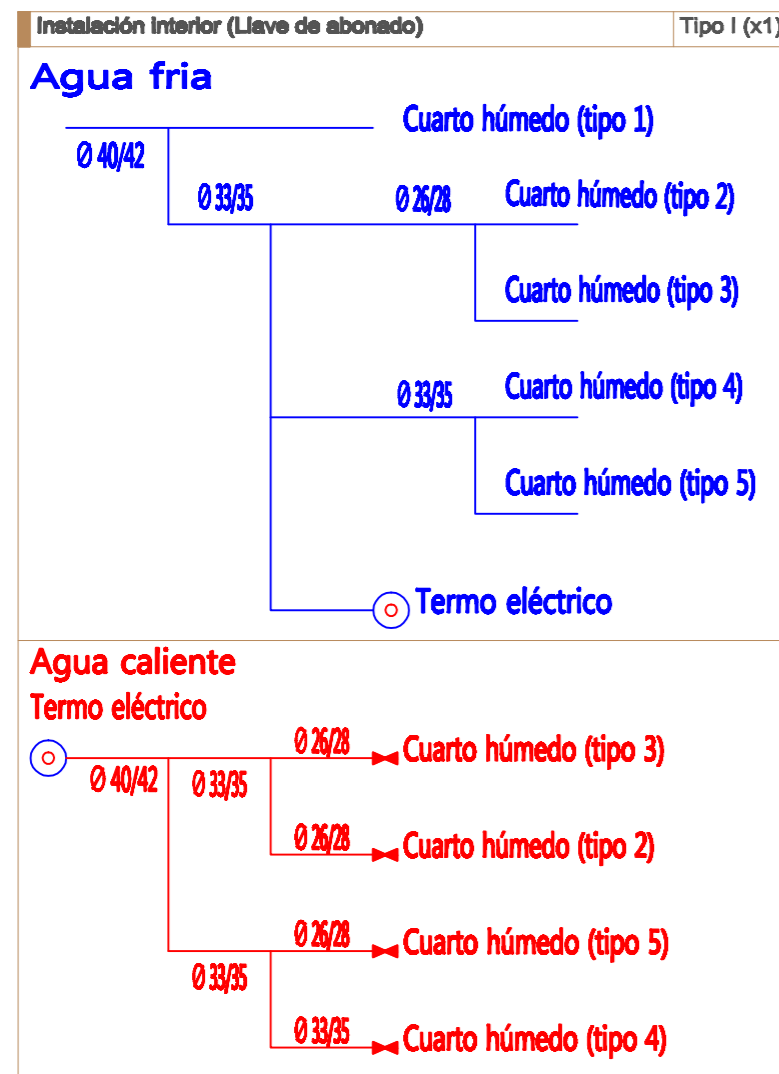 Instalación interior (Llave de abonado) Tipo I (x1)
Agua fria
Cuarto húmedo (tipo 1)
Ø 40/42
Ø 33/35 Ø 26/28 Cuarto húmedo (tipo 2)
Cuarto húmedo (tipo 3)
Ø 33/35 Cuarto húmedo (tipo 4)
Cuarto húmedo (tipo 5)
Termo eléctrico
Agua caliente
Termo eléctrico
Ø 26/28 Cuarto húmedo (tipo 3)
Ø 40/42 Ø 33/35
Ø 26/28 Cuarto húmedo (tipo 2)
Ø 26/28 Cuarto húmedo (tipo 5)
Ø 33/35
Ø 33/35 Cuarto húmedo (tipo 4)